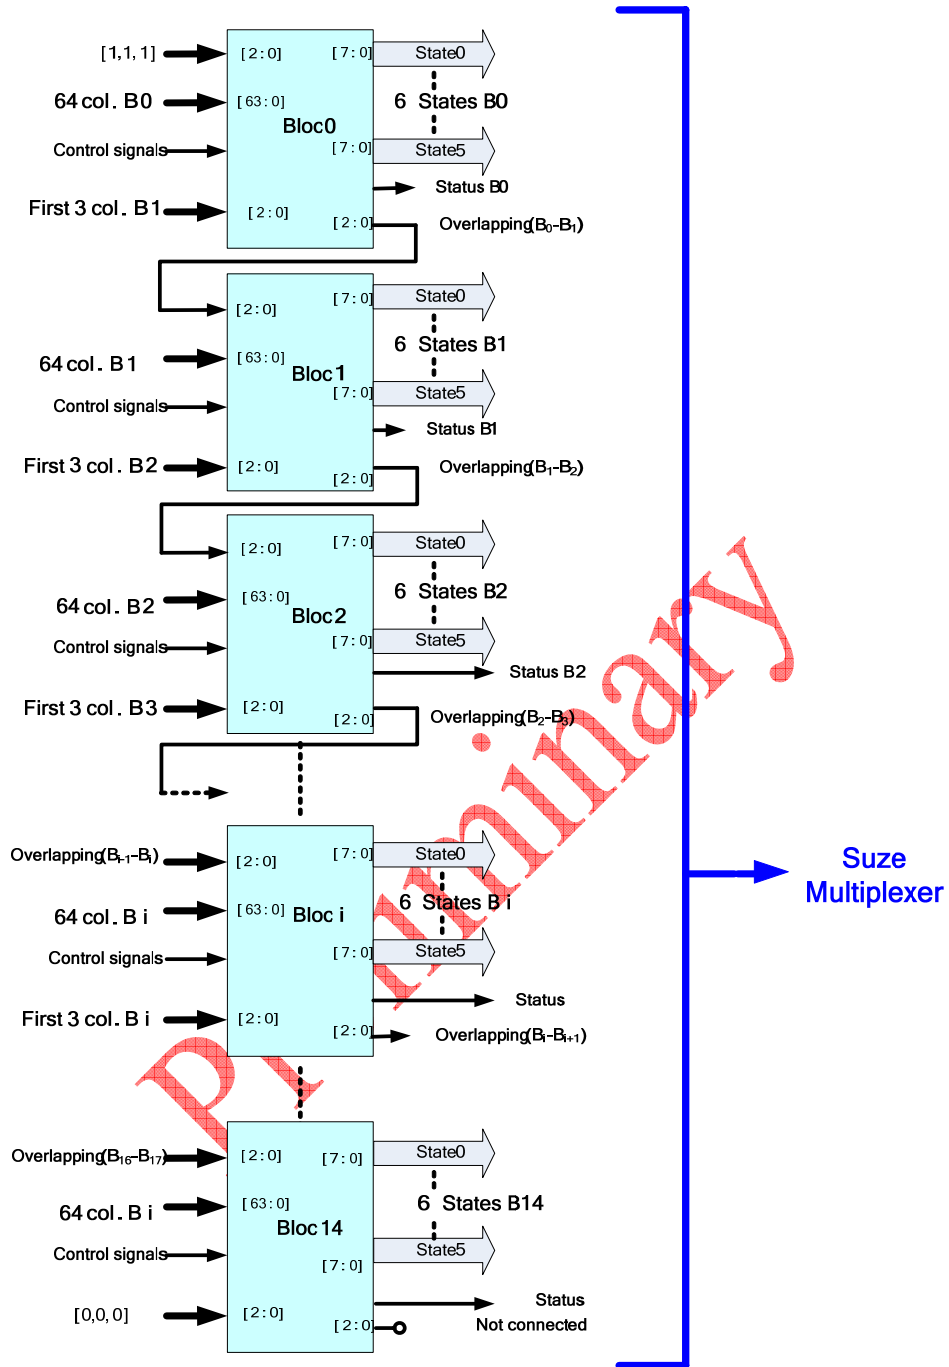 [1,1,1]
[2:0]
[7:0]
State0
64 col. B0
[63:0]
6 States B0
Bloc0
Control signals
[7:0]
State5
Status B0
First 3 col. B1
[2:0]
[2:0]
Overlapping(B0-B1)
[2:0]
[7:0]
State0
64 col. B1
[63:0]
6 States B1
Bloc1
Control signals
[7:0]
State5
Status B1
First 3 col. B2
[2:0]
[2:0]
Overlapping(B1-B2)
[2:0]
[7:0]
State0
64 col. B2
[63:0]
6 States B2
Bloc2
Control signals
[7:0]
State5
Status B2
First 3 col. B3
[2:0]
[2:0]
Overlapping(B2-B3)
Preliminary
Overlapping(Bi-1-Bi)
[2:0]
[7:0]
State0
64 col. B i
[63:0]
6 States B i
Bloc i
Control signals
[7:0]
State5
Status
First 3 col. B i
[2:0]
[2:0]
Overlapping(Bi-Bi+1)
Suze
Multiplexer
Overlapping(B16-B17)
[2:0]
[7:0]
State0
64 col. B i
[63:0]
6 States B14
Bloc14
Control signals
[7:0]
State5
[0,0,0]
[2:0]
Status
[2:0]
Not connected